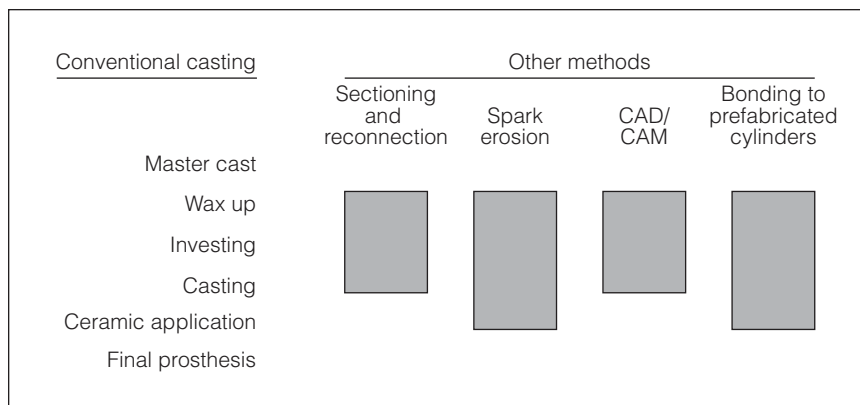 Conventional casting
Other methods
Sectioning
and
reconnection
Spark
erosion
CAD/
CAM
Bonding to
prefabricated
cylinders
Master cast
Wax up
Investing
Casting
Ceramic application
Final prosthesis